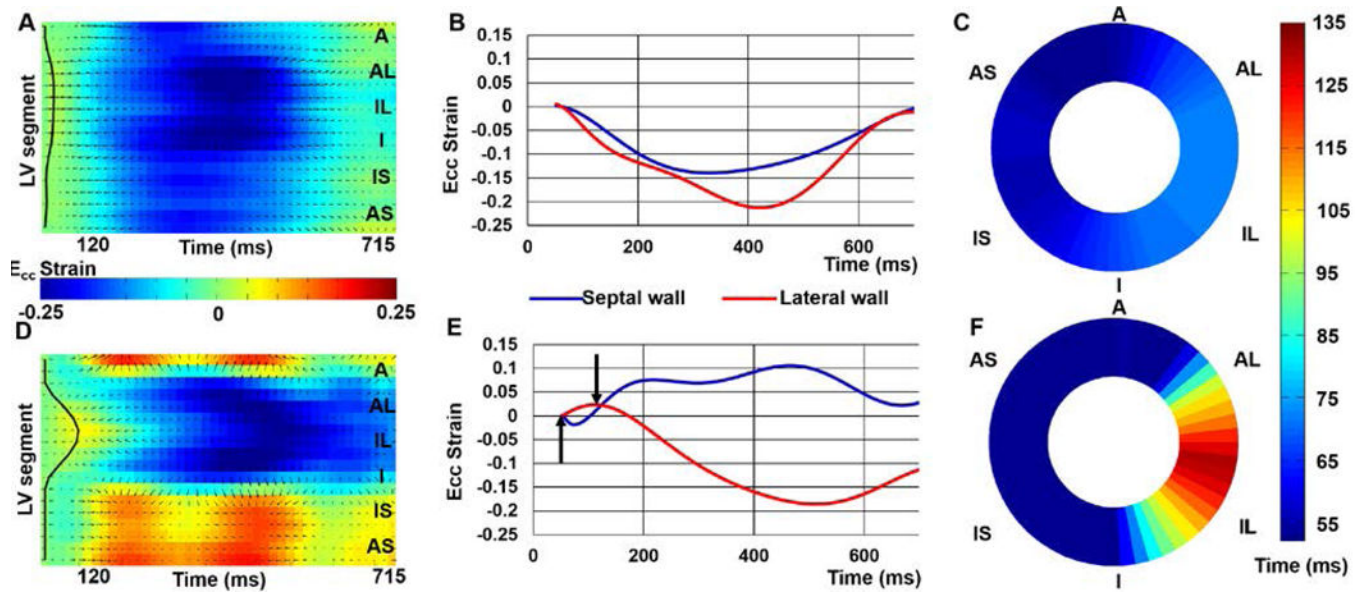 A
LV segment
A
AL
IL
I
IS
AS
120
Time (ms)
715
Ecc Strain
-0.25
0
0.25
B
Ecc Strain
0.15
0.1
0.05
0
-0.05
-0.1
-0.15
-0.2
-0.25
0
200
400
600
Time (ms)
Septal wall
Lateral wall
C
A
AS
AL
IS
IL
I
135
125
115
105
95
85
75
65
55
Time (ms)
D
LV segment
A
AL
IL
I
IS
AS
120
Time (ms)
715
E
Ecc Strain
0.15
0.1
0.05
0
-0.05
-0.1
-0.15
-0.2
-0.25
0
200
400
600
Time (ms)
F
A
AS
AL
IS
IL
I